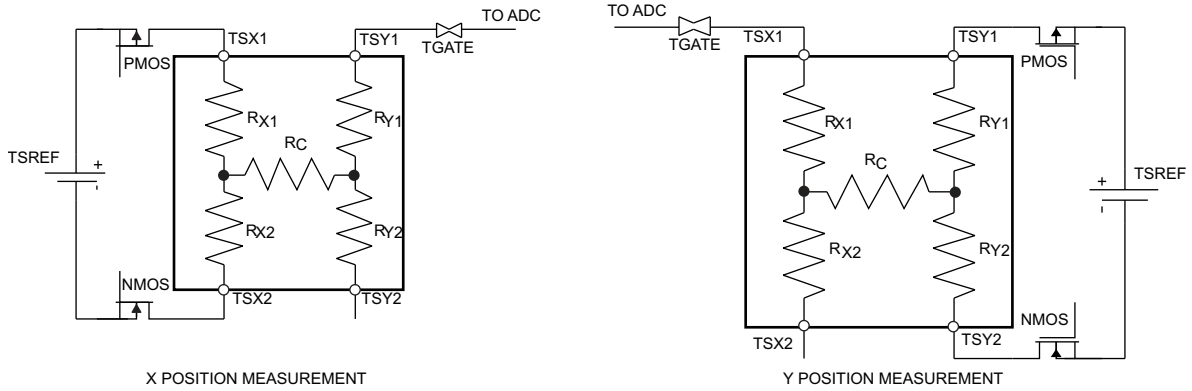 TO ADC
TSX1
TSY1
TGATE
PMOS
RX1
RY1
RC
TSREF
+
-
RX2
RY2
NMOS
TSX2
TSY2
X POSITION MEASUREMENT
TO ADC
TSX1
TSY1
TGATE
PMOS
RX1
RY1
RC
TSREF
+
-
RX2
RY2
NMOS
TSX2
TSY2
Y POSITION MEASUREMENT